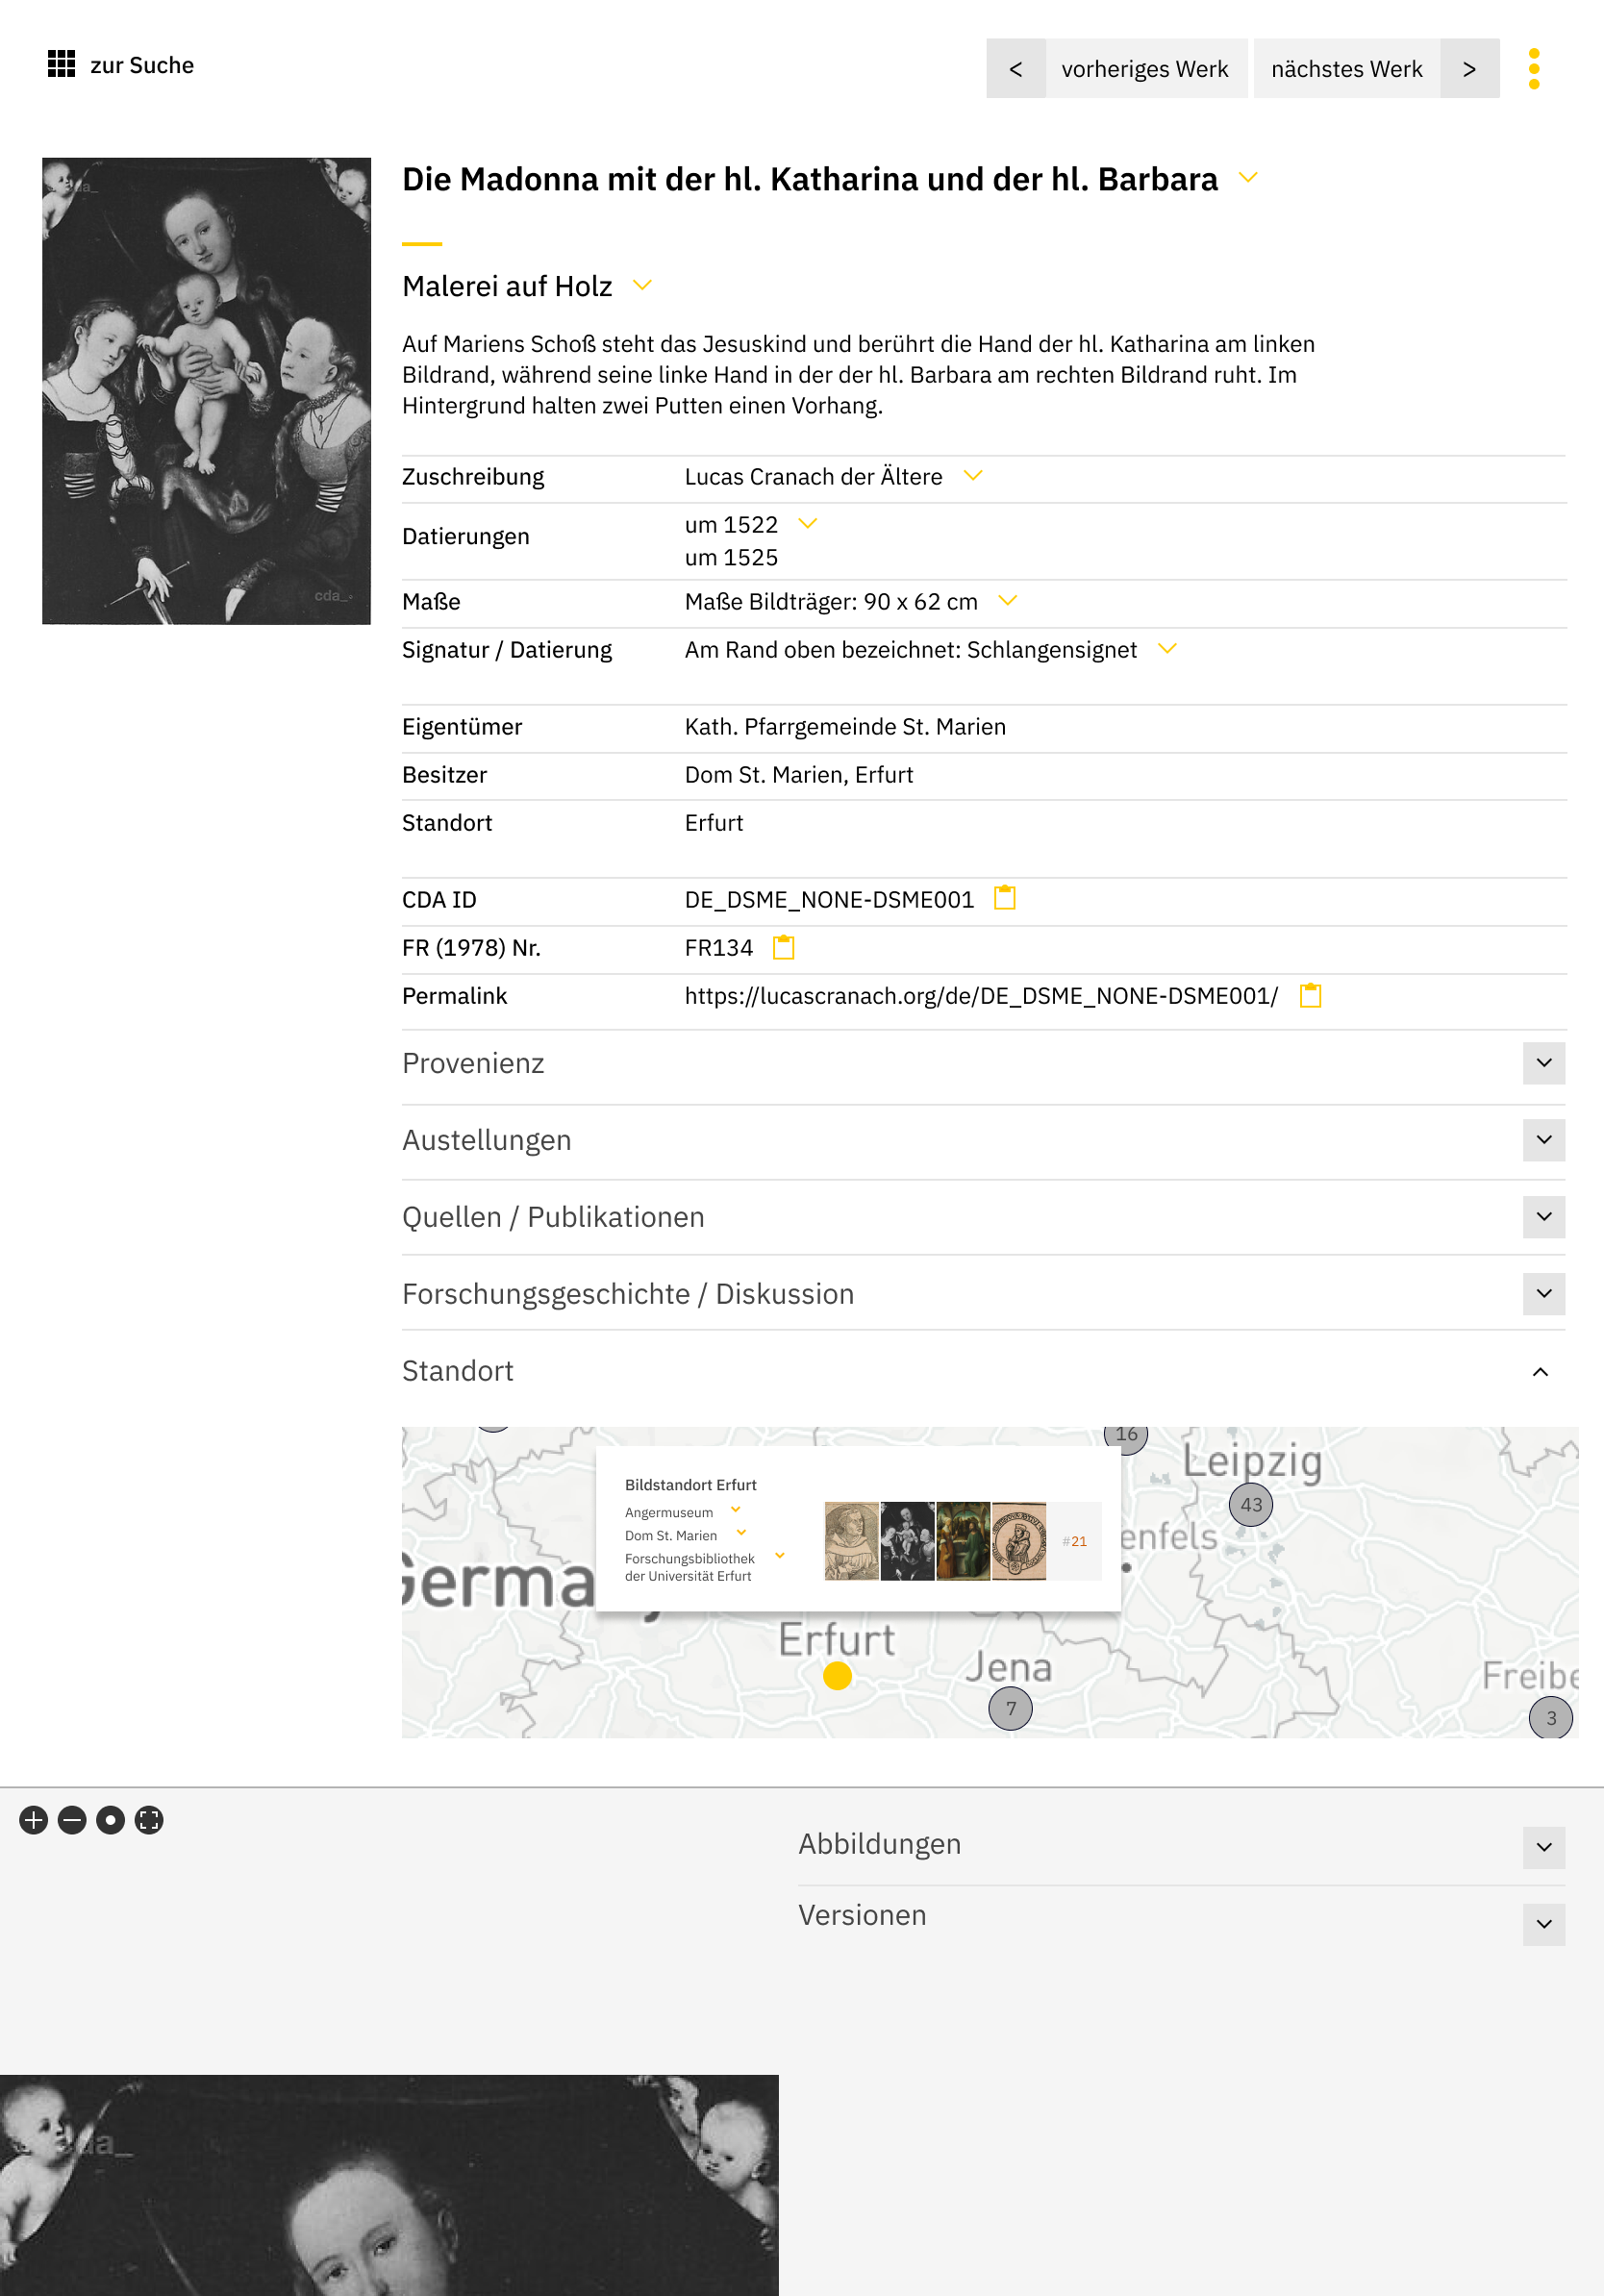 zur Suche
< vorheriges Werk nächstes Werk >
Die Madonna mit der hl. Katharina und der hl. Barbara
Malerei auf Holz
Auf Mariens Schoß steht das Jesuskind und berührt die Hand der hl. Katharina am linken
Bildrand, während seine linke Hand in der der hl. Barbara am rechten Bildrand ruht. Im
Hintergrund halten zwei Putten einen Vorhang.
Zuschreibung Lucas Cranach der Ältere
Datierungen um 1522
um 1525
Maße Maße Bildträger: 90 x 62 cm
Signatur / Datierung Am Rand oben bezeichnet: Schlangensignet
cda_
Eigentümer Kath. Pfarrgemeinde St. Marien
Besitzer Dom St. Marien, Erfurt
Standort Erfurt
CDA ID DE_DSME_NONE-DSME001
FR (1978) Nr. FR134
Permalink https://lucascranach.org/de/DE_DSME_NONE-DSME001/
Provenienz
Austellungen
Quellen / Publikationen
Forschungsgeschichte / Diskussion
Standort
16
Leipzig
43
Bildstandort Erfurt
Angermuseum
Dom St. Marien
Forschungsbibliothek
der Universität Erfurt
#21
enfels
Germa
Erfurt
Jena
7
Freibe
3
Abbildungen
Versionen
cda_